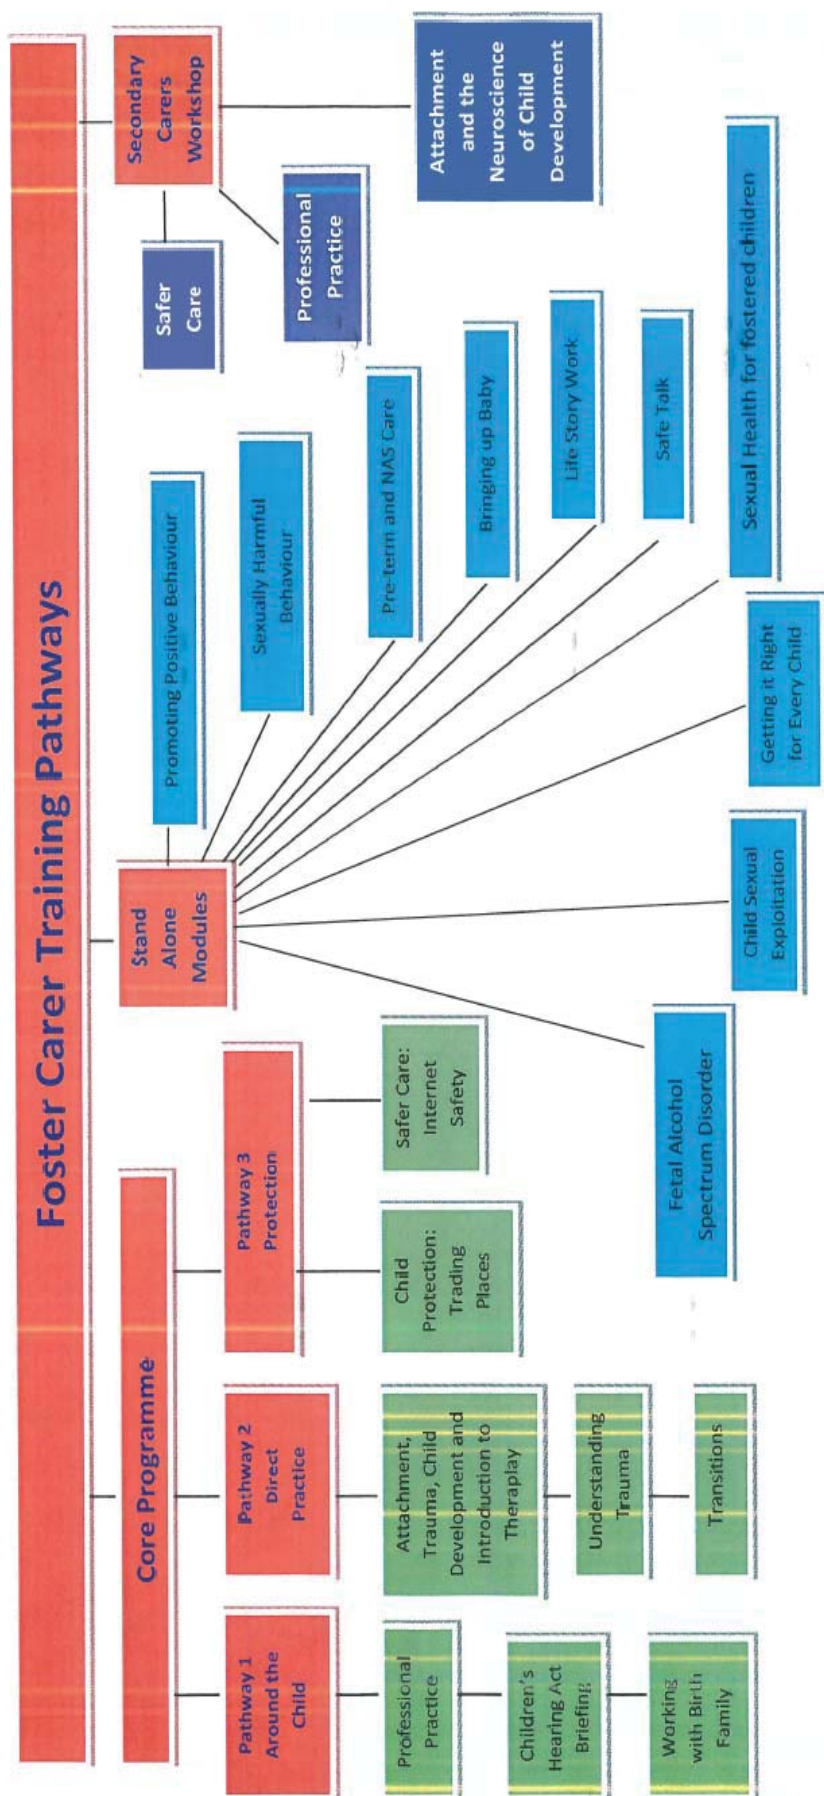 Foster Carer Training Pathways
Core Programme
Pathway 1
Around the
Child
Professional
Practice
Children's
Hearing Act
Briefing
Working
with Birth
Family
Pathway 2
Direct
Practice
Attachment,
Trauma, Child
Development and
Introduction to
Theraplay
Understanding
Trauma
Transitions
Pathway 3
Protection
Child
Protection:
Trading
Places
Safer Care:
Internet
Safety
Stand
Alone
Modules
Promoting Positive Behaviour
Sexually Harmful
Behaviour
Pre-term and NAS Care
Bringing up Baby
Life Story Work
Safe Talk
Sexual Health for fostered children
Getting it Right
for Every Child
Child Sexual
Exploitation
Fetal Alcohol
Spectrum Disorder
Secondary
Carers
Workshop
Safer
Care
Professional
Practice
Attachment
and the
Neuroscience
of Child
Development